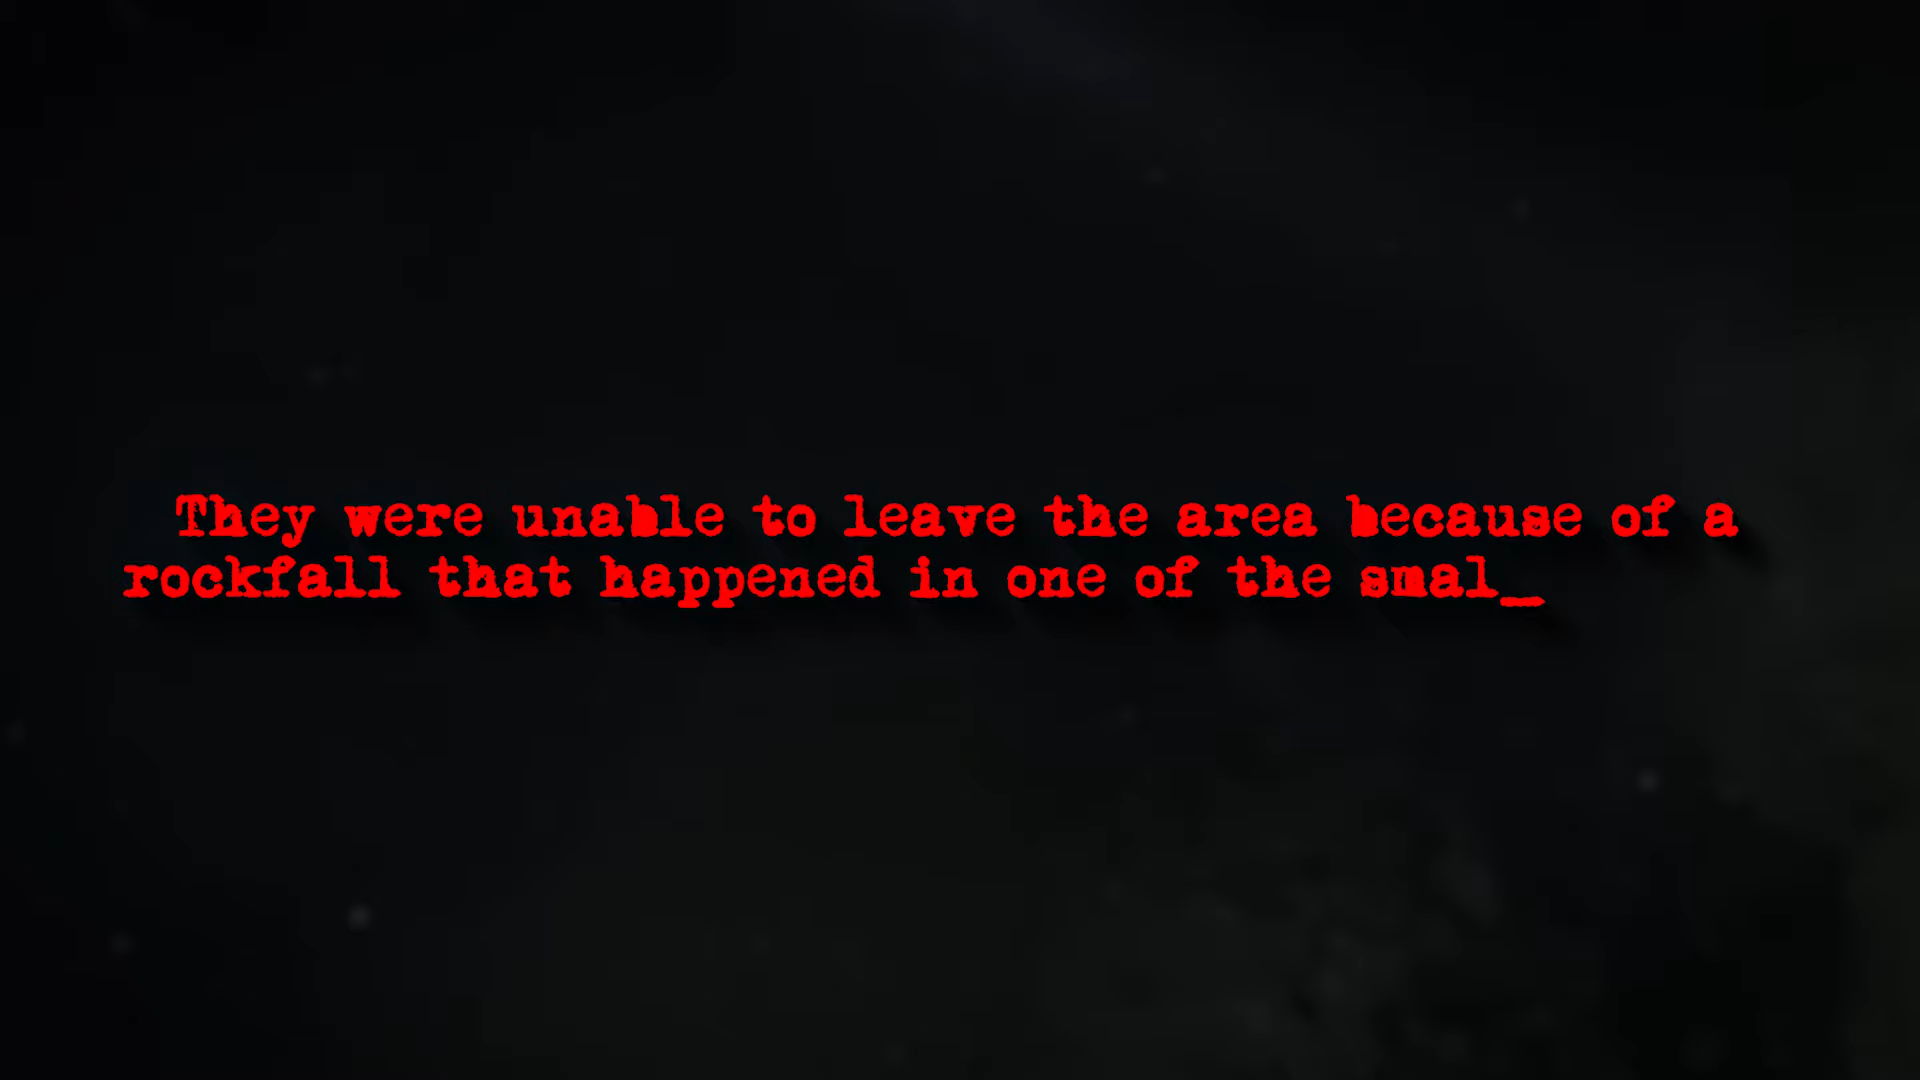 They were unable to leave the area because of a
rockfall that happened in one of the smal_